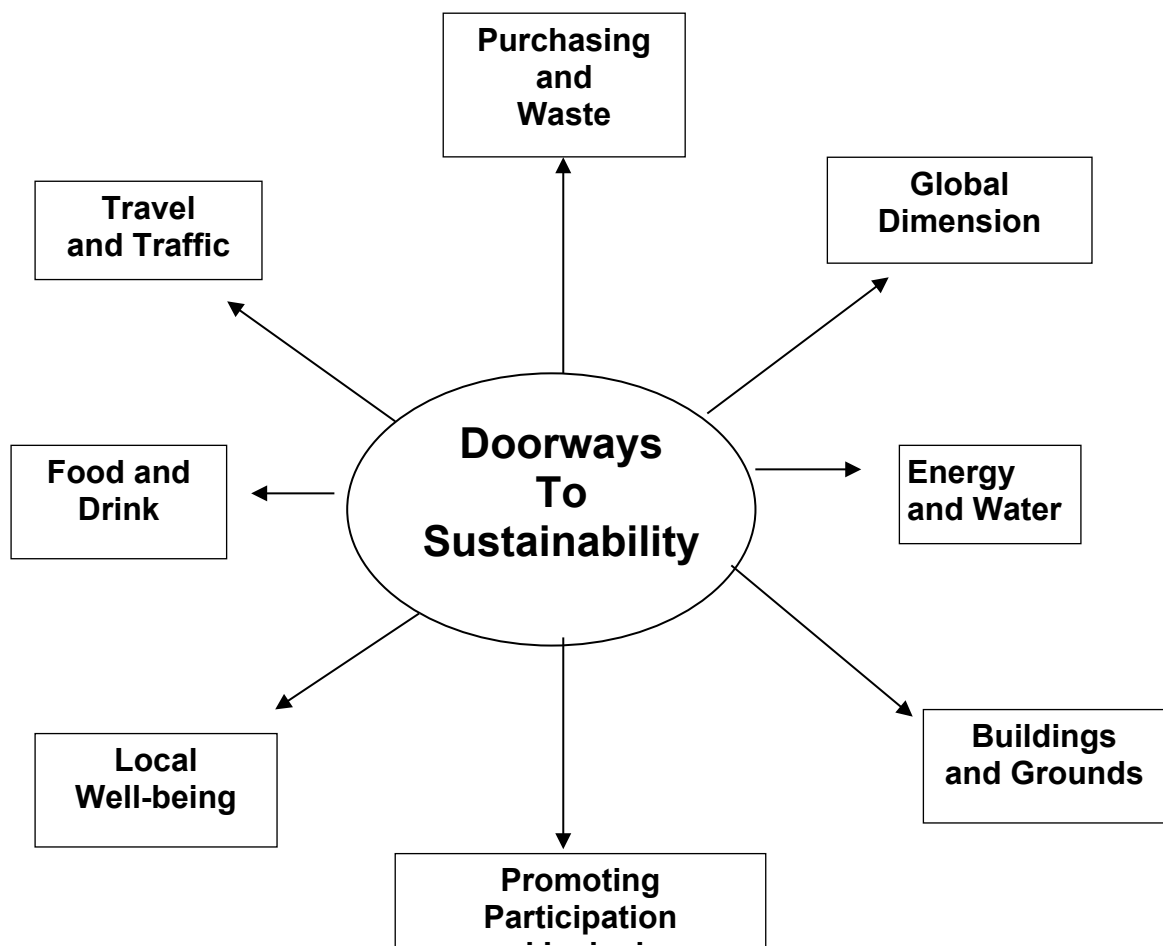 Purchasing
and
Waste
Global
Dimension
Travel
and Traffic
Doorways
To
Sustainability
Food and
Drink
Energy
and Water
Local
Well-being
Buildings
and Grounds
Promoting
Participation